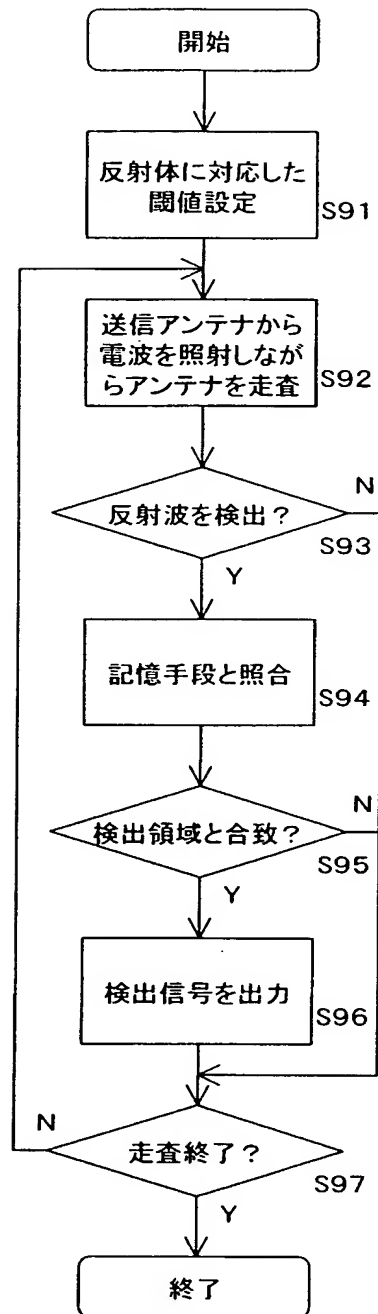 開始
反射体に対応した
閾値設定
S91
送信アンテナから
電波を照射しなが
らアンテナを走査
S92
反射波を検出?
N
S93
Y
記憶手段と照合
S94
検出領域と合致?
N
S95
Y
検出信号を出力
S96
N
走査終了?
S97
Y
終了